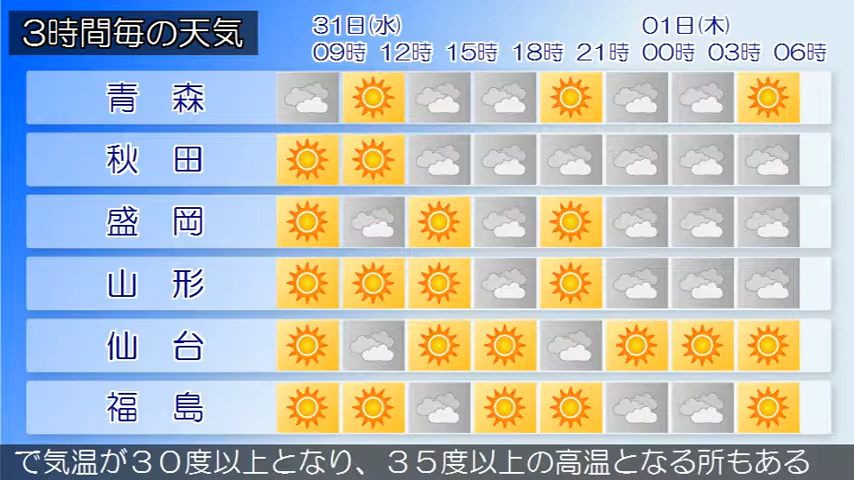 3時間毎の天気
31日(水) 01日(木)
09時 12時 15時 18時 21時 00時 03時 06時
青森
秋田
盛岡
山形
仙台
福島
で気温が30度以上となり、35度以上の高温となる所もある